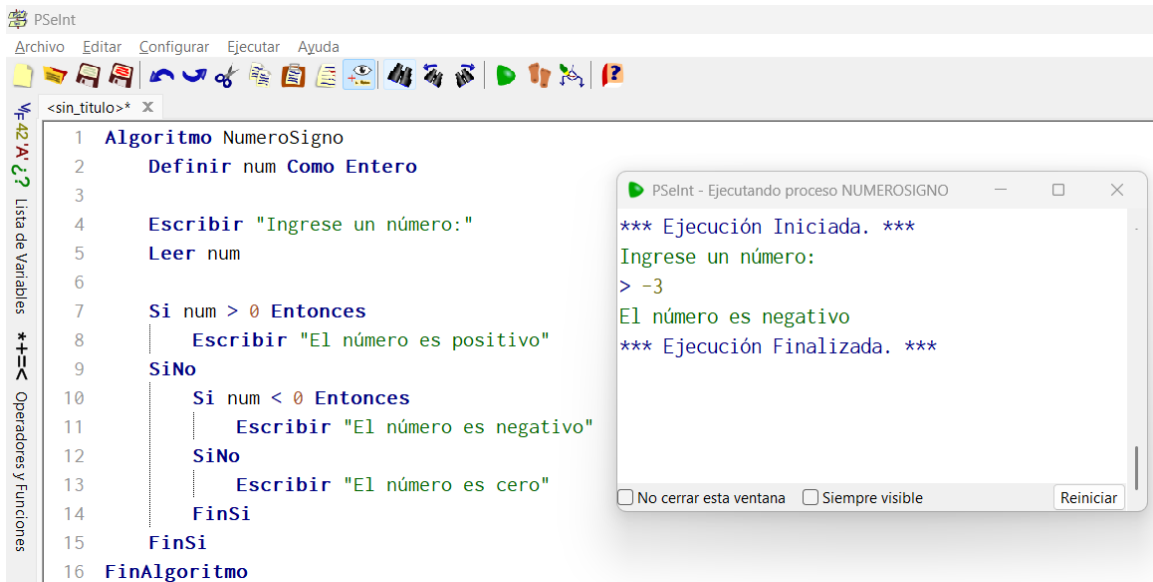 PSeInt
Archivo Editar Configurar Ejecutar Ayuda
<sin_titulo>* X
42 'A' ¿? Lista de Variables
*+=< Operadores y Funciones
1 Algoritmo NumeroSigno
2 Definir num Como Entero
3
4 Escribir "Ingrese un número:"
5 Leer num
6
7 Si num > 0 Entonces
8 Escribir "El número es positivo"
9 SiNo
10 Si num < 0 Entonces
11 Escribir "El número es negativo"
12 SiNo
13 Escribir "El número es cero"
14 FinSi
15 FinSi
16 FinAlgoritmo
PSeInt - Ejecutando proceso NUMEROSIGNO
*** Ejecución Iniciada. ***
Ingrese un número:
> -3
El número es negativo
*** Ejecución Finalizada. ***
No cerrar esta ventana Siempre visible Reiniciar